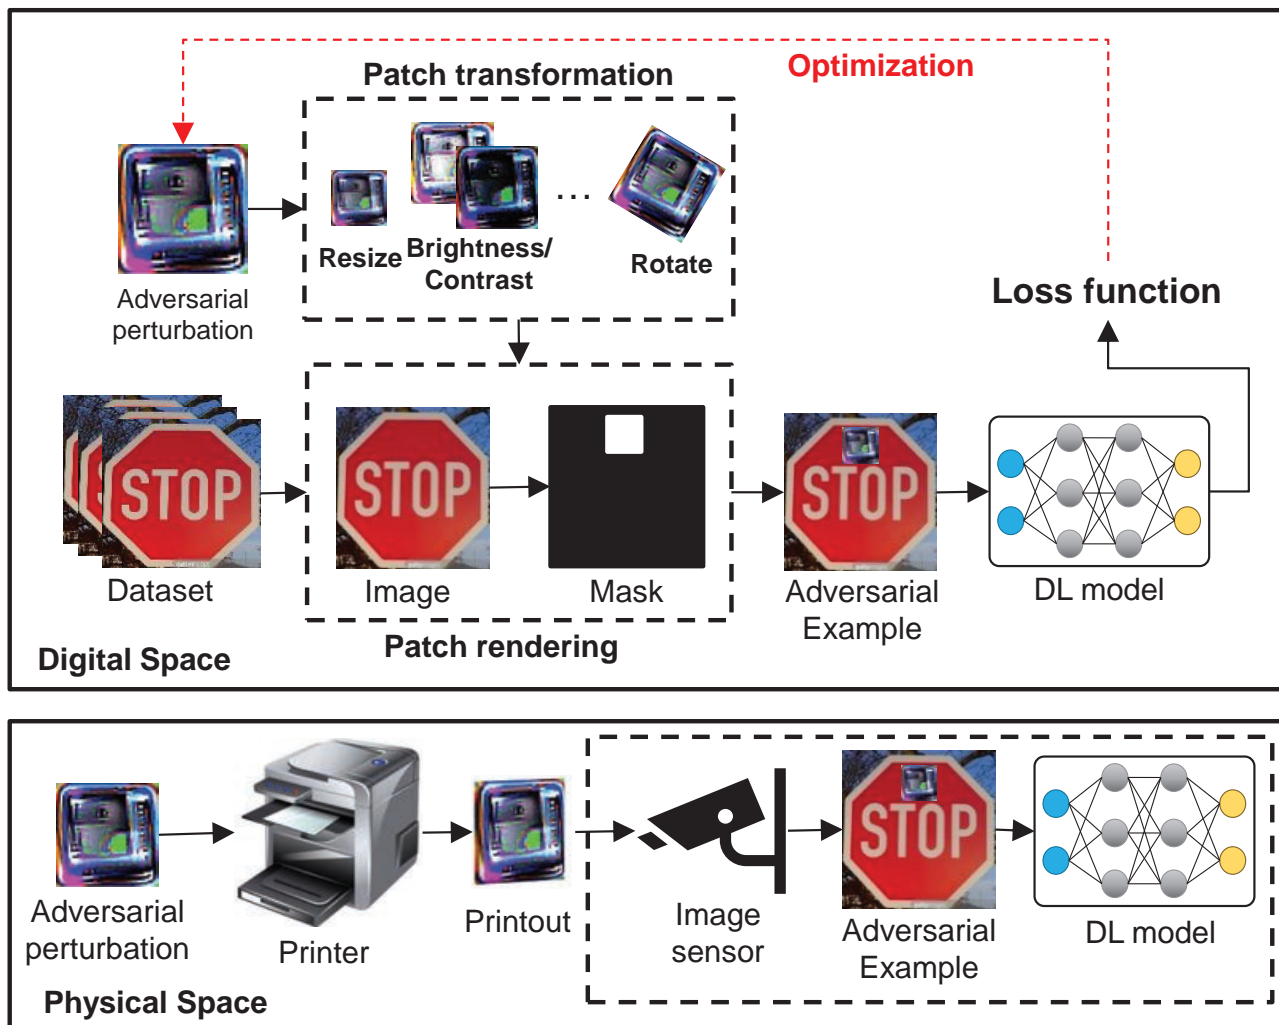 Optimization
Patch transformation
Resize
Brightness/
Contrast
...
Rotate
Adversarial
perturbation
Loss function
STOP
STOP
STOP
Dataset
Image
Mask
Adversarial
Example
DL model
Patch rendering
Digital Space
STOP
Adversarial
perturbation
Printer
Printout
Image
sensor
Adversarial
Example
DL model
Physical Space